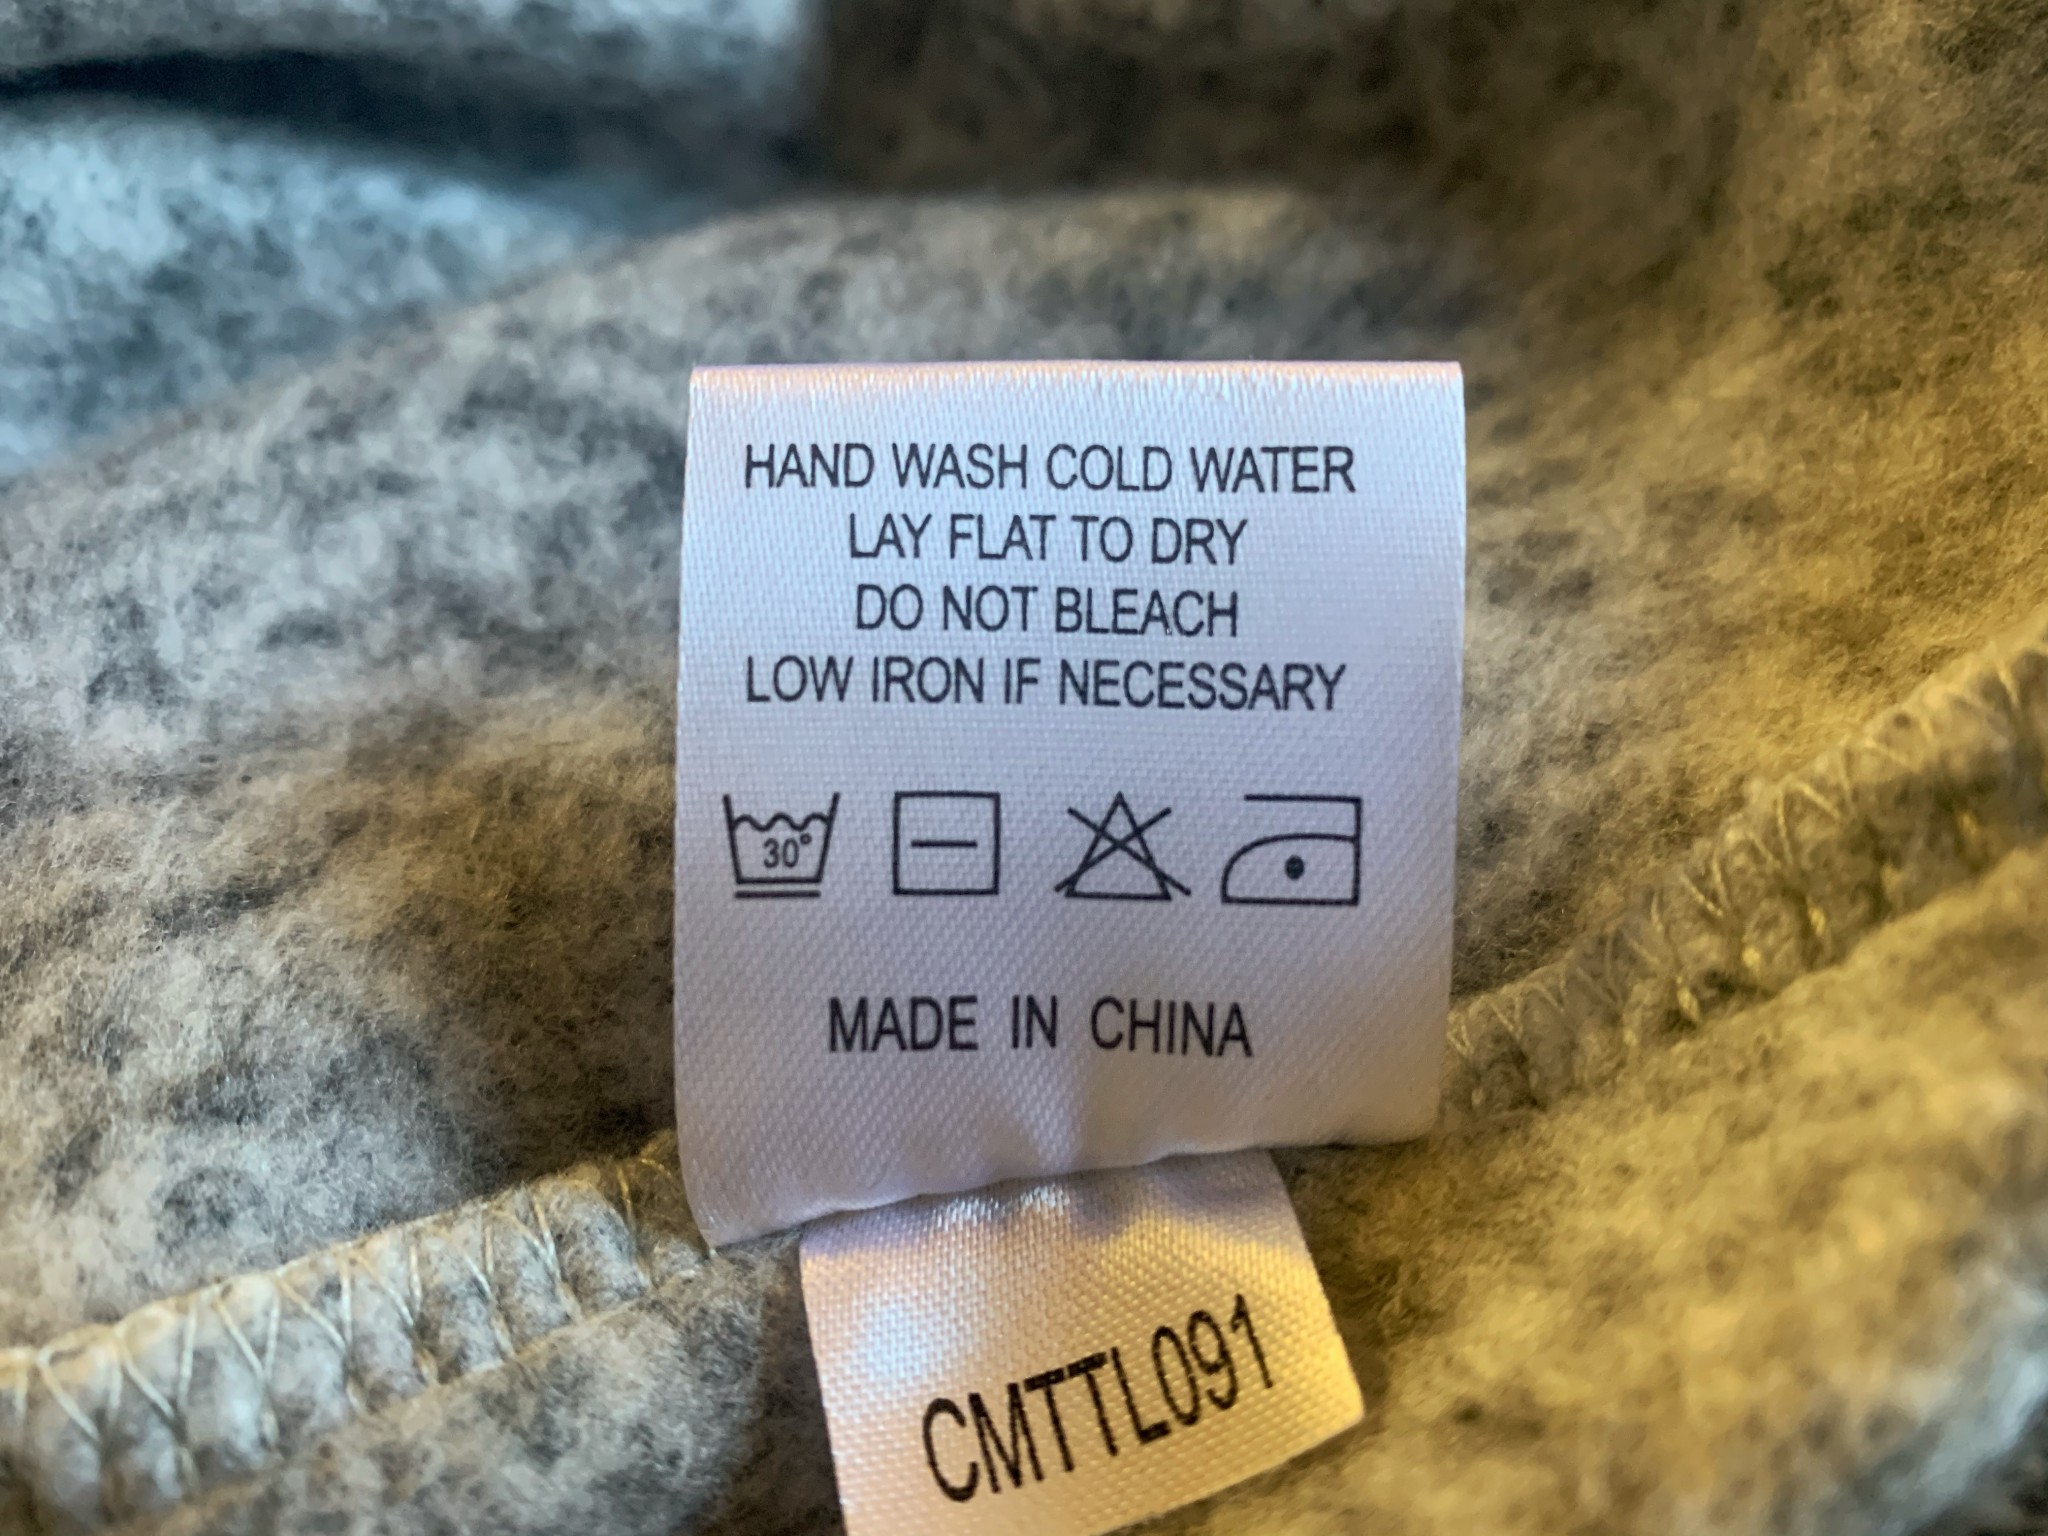 HAND WASH COLD WATER
LAY FLAT TO DRY
DO NOT BLEACH
LOW IRON IF NECESSARY
30°
MADE IN CHINA
CMTTL091